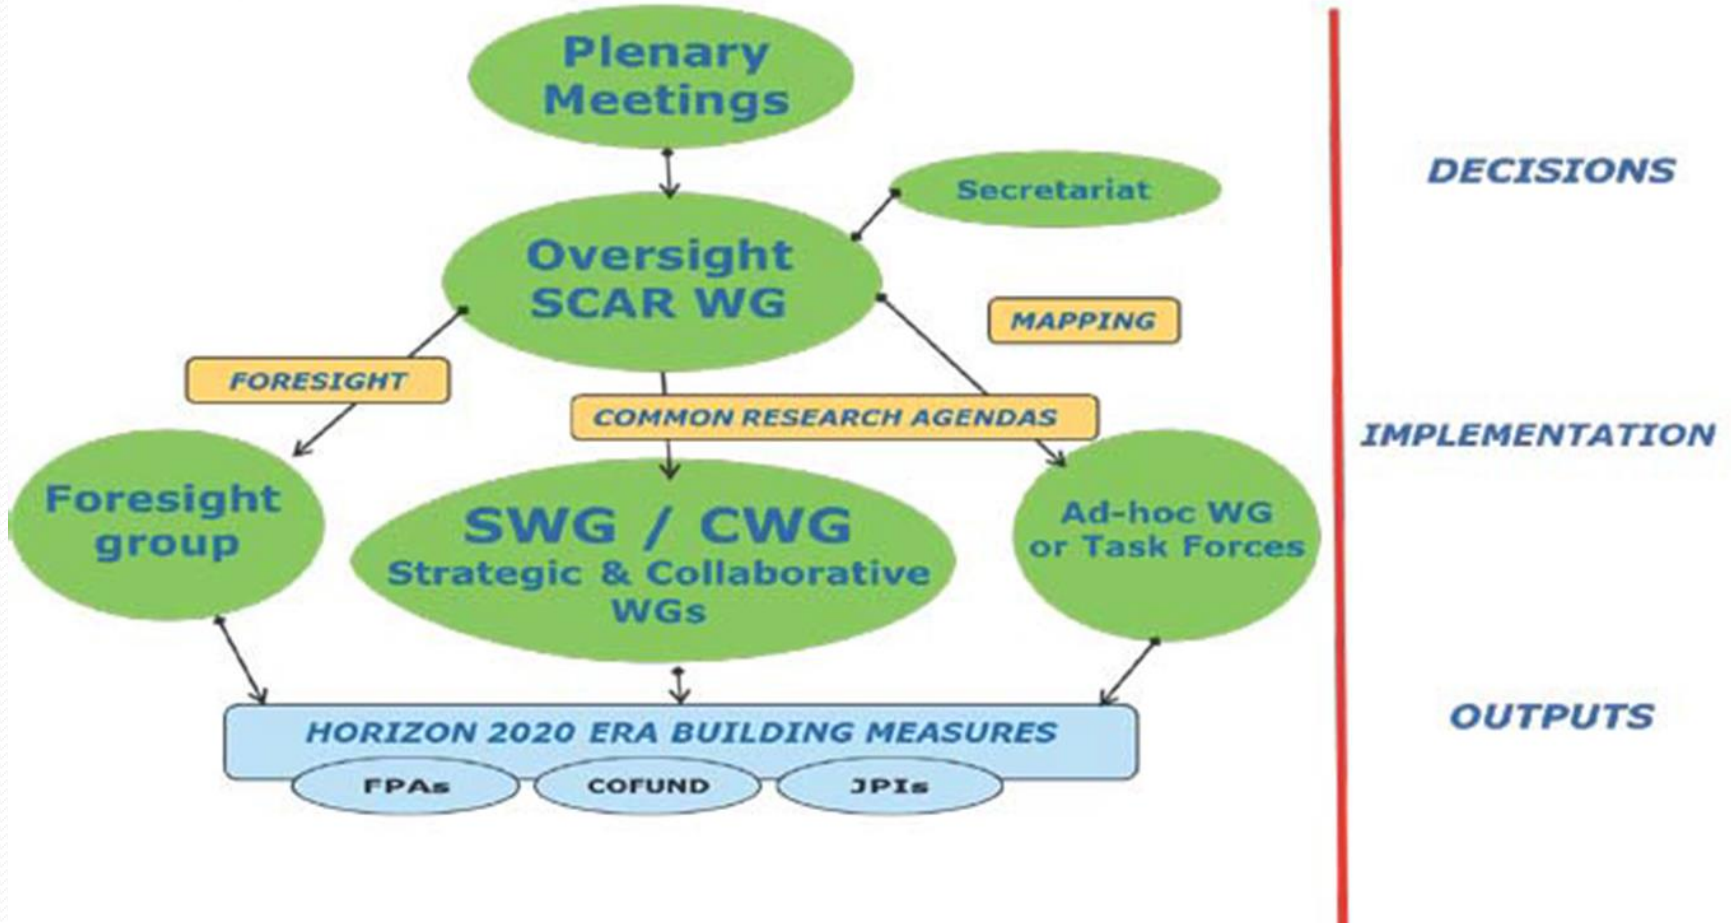 Plenary
Meetings
Secretariat
DECISIONS
Oversight
SCAR WG
MAPPING
FORESIGHT
COMMON RESEARCH AGENDAS
IMPLEMENTATION
Foresight
group
SWG / CWG
Strategic & Collaborative
WGs
Ad-hoc WG
or Task Forces
HORIZON 2020 ERA BUILDING MEASURES
OUTPUTS
FPAs
COFUND
JPIs